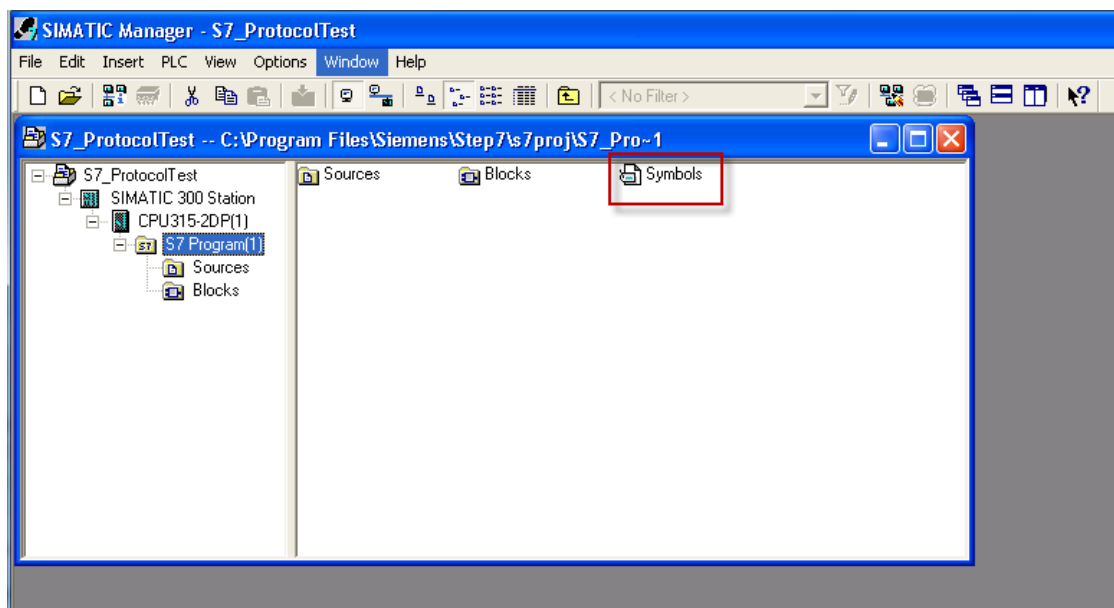 SIMATIC Manager - S7_ProtocolTest
File Edit Insert PLC View Options Window Help
< No Filter >
S7_ProtocolTest -- C:\Program Files\Siemens\Step7\s7proj\S7_Pro~1
S7_ProtocolTest
SIMATIC 300 Station
CPU315-2DP(1)
S7 Program(1)
Sources
Blocks
Sources Blocks Symbols